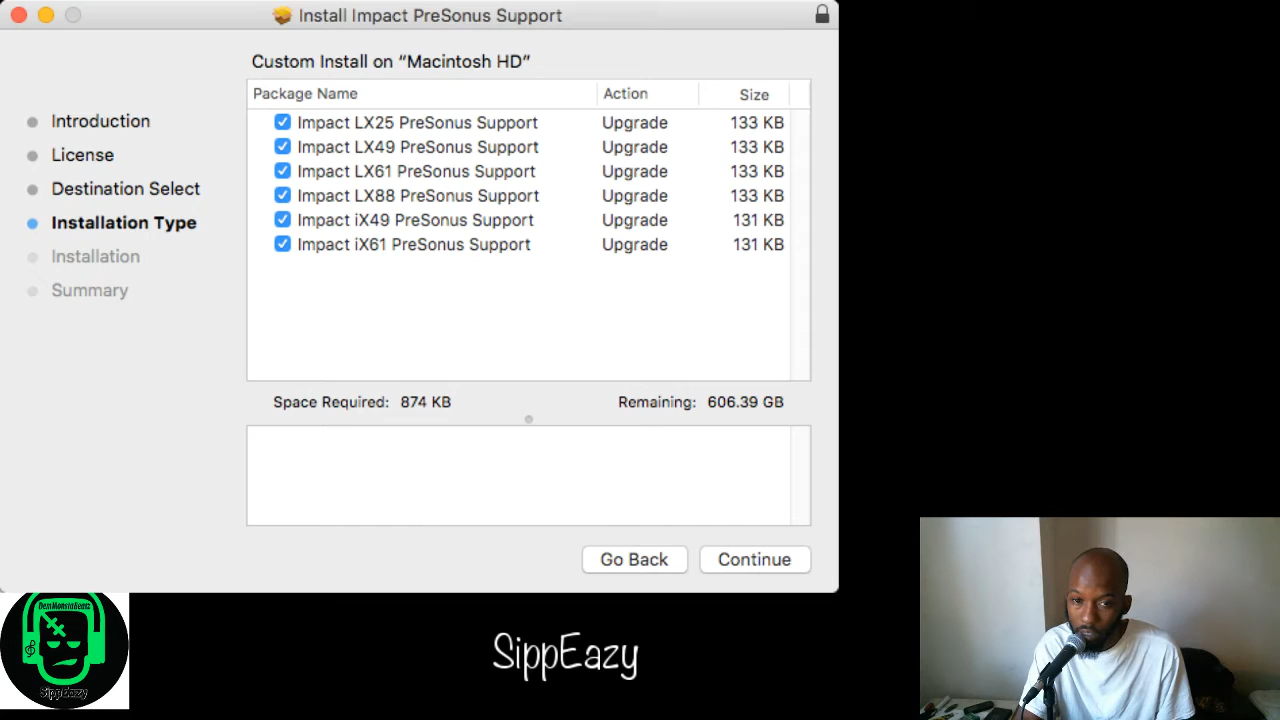 Install Impact PreSonus Support
Custom Install on “Macintosh HD”
Package Name Action Size
Impact LX25 PreSonus Support Upgrade 133 KB
Impact LX49 PreSonus Support Upgrade 133 KB
Impact LX61 PreSonus Support Upgrade 133 KB
Impact LX88 PreSonus Support Upgrade 133 KB
Impact iX49 PreSonus Support Upgrade 131 KB
Impact iX61 PreSonus Support Upgrade 131 KB
Introduction
License
Destination Select
Installation Type
Installation
Summary
Space Required: 874 KB Remaining: 606.39 GB
Go Back Continue
DemMonstaBeatz
SippEazy
SippEazy